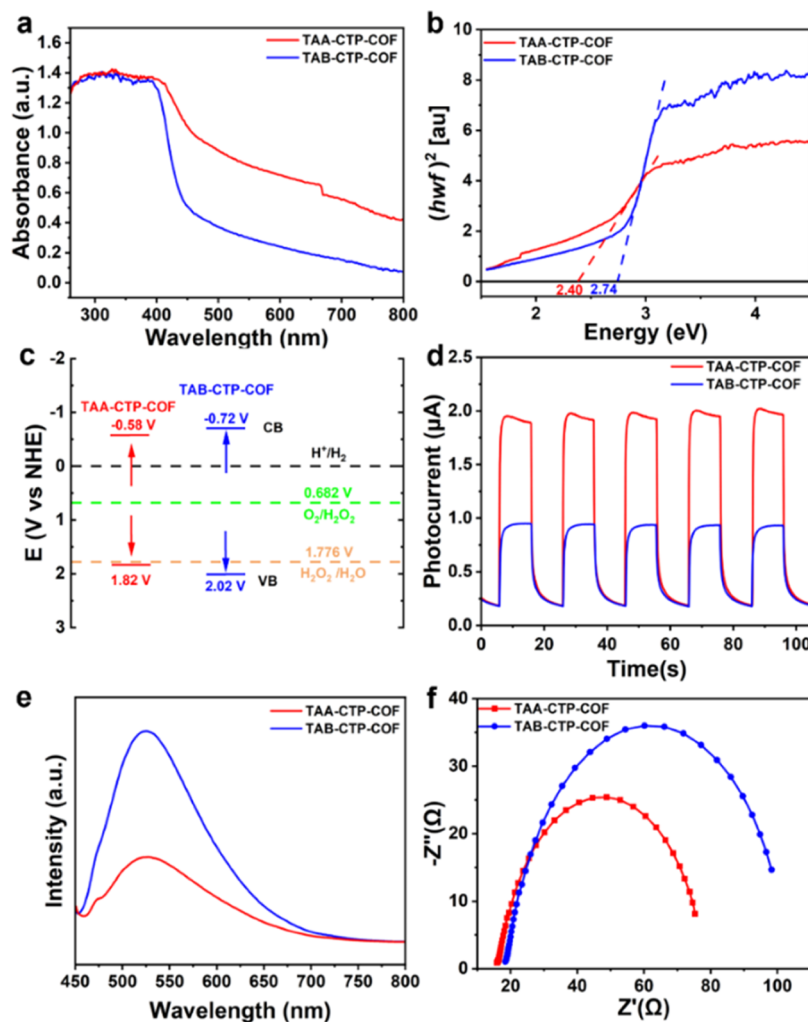 a
TAA-CTP-COF
TAB-CTP-COF
1.6
1.4
1.2
1.0
0.8
0.6
0.4
0.2
0.0
Absorbance (a.u.)
300 400 500 600 700 800
Wavelength (nm)
b
TAA-CTP-COF
TAB-CTP-COF
10
8
6
4
2
0
(hwf )² [au]
2.40 2.74
2 3 4
Energy (eV)
c
-2
-1
0
1
2
3
E (V vs NHE)
TAA-CTP-COF
-0.58 V
TAB-CTP-COF
-0.72 V
CB
H⁺/H₂
0.682 V
O₂/H₂O₂
1.776 V
H₂O₂ /H₂O
1.82 V
2.02 V
VB
d
TAA-CTP-COF
TAB-CTP-COF
2.5
2.0
1.5
1.0
0.5
0.0
Photocurrent (μA)
0 20 40 60 80 100
Time(s)
e
TAA-CTP-COF
TAB-CTP-COF
Intensity (a.u.)
450 500 550 600 650 700 750 800
Wavelength (nm)
f
TAA-CTP-COF
TAB-CTP-COF
40
30
20
10
0
-Z''(Ω)
20 40 60 80 100
Z'(Ω)